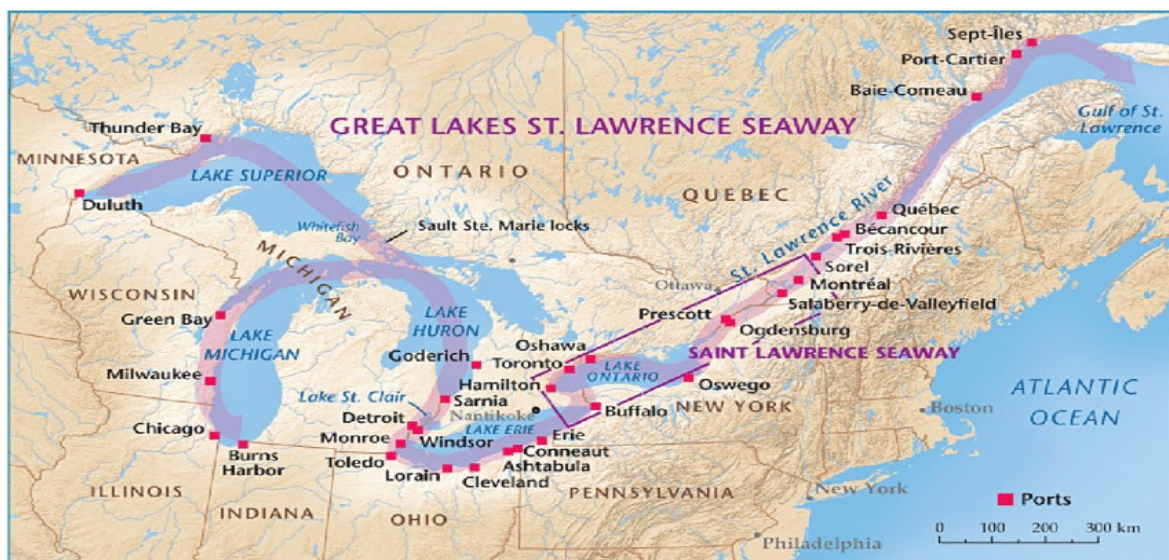 Sept-Îles
Port-Cartier
Baie-Comeau
Gulf of St.
Lawrence
Thunder Bay
GREAT LAKES ST. LAWRENCE SEAWAY
MINNESOTA
LAKE SUPERIOR
ONTARIO
QUEBEC
Duluth
Whitefish
Bay
Sault Ste. Marie locks
St. Lawrence River
Québec
Bécancour
Trois-Rivières
Sorel
MICHIGAN
WISCONSIN
Green Bay
LAKE
MICHIGAN
LAKE
HURON
Ottawa
Montréal
Salaberry-de-Valleyfield
Prescott
Ogdensburg
Oshawa
Toronto
Goderich
LAKE
ONTARIO
SAINT LAWRENCE SEAWAY
Milwaukee
Hamilton
Oswego
Sarnia
Lake St. Clair
Nantikoke
Buffalo
NEW YORK
ATLANTIC
OCEAN
Boston
Detroit
LAKE ERIE
Chicago
Monroe
Windsor
Erie
Burns
Harbor
Toledo
Conneaut
Ashtabula
Lorain
Cleveland
ILLINOIS
INDIANA
OHIO
PENNSYLVANIA
New York
Philadelphia
Ports
0 100 200 300 km